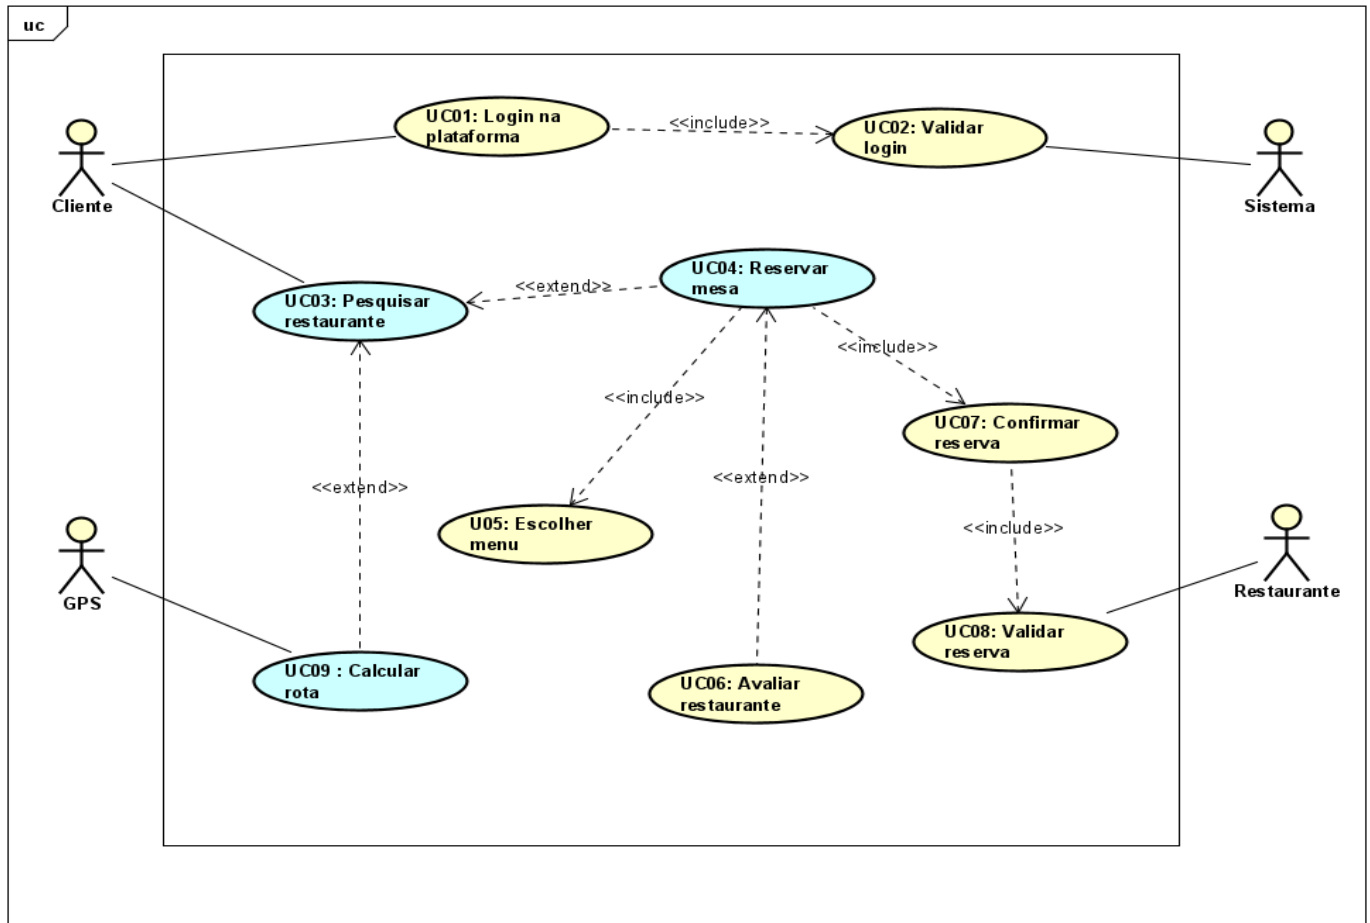 uc
UC01: Login na
plataforma
<<include>>
UC02: Validar
login
Cliente
Sistema
UC04: Reservar
mesa
<<extend>>
UC03: Pesquisar
restaurante
<<include>>
<<include>>
UC07: Confirmar
reserva
<<extend>>
<<extend>>
U05: Escolher
menu
<<include>>
GPS
Restaurante
UC08: Validar
reserva
UC09 : Calcular
rota
UC06: Avaliar
restaurante